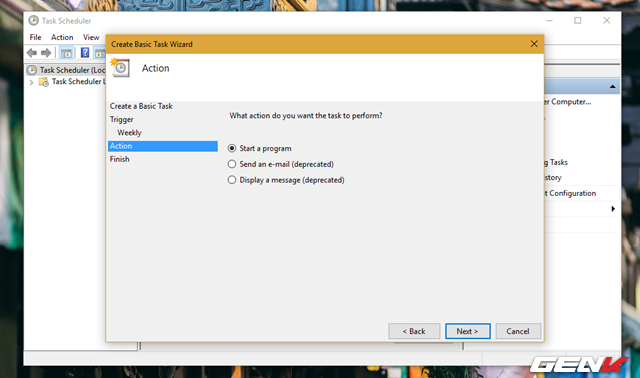 Task Scheduler
File Action View
Task Scheduler (Loc
Task Scheduler L
Create Basic Task Wizard
Action
Create a Basic Task
Trigger
Weekly
Action
Finish
What action do you want the task to perform?
Start a program
Send an e-mail (deprecated)
Display a message (deprecated)
< Back
Next >
Cancel
er Computer...
ng Tasks
istory
t Configuration
GENK